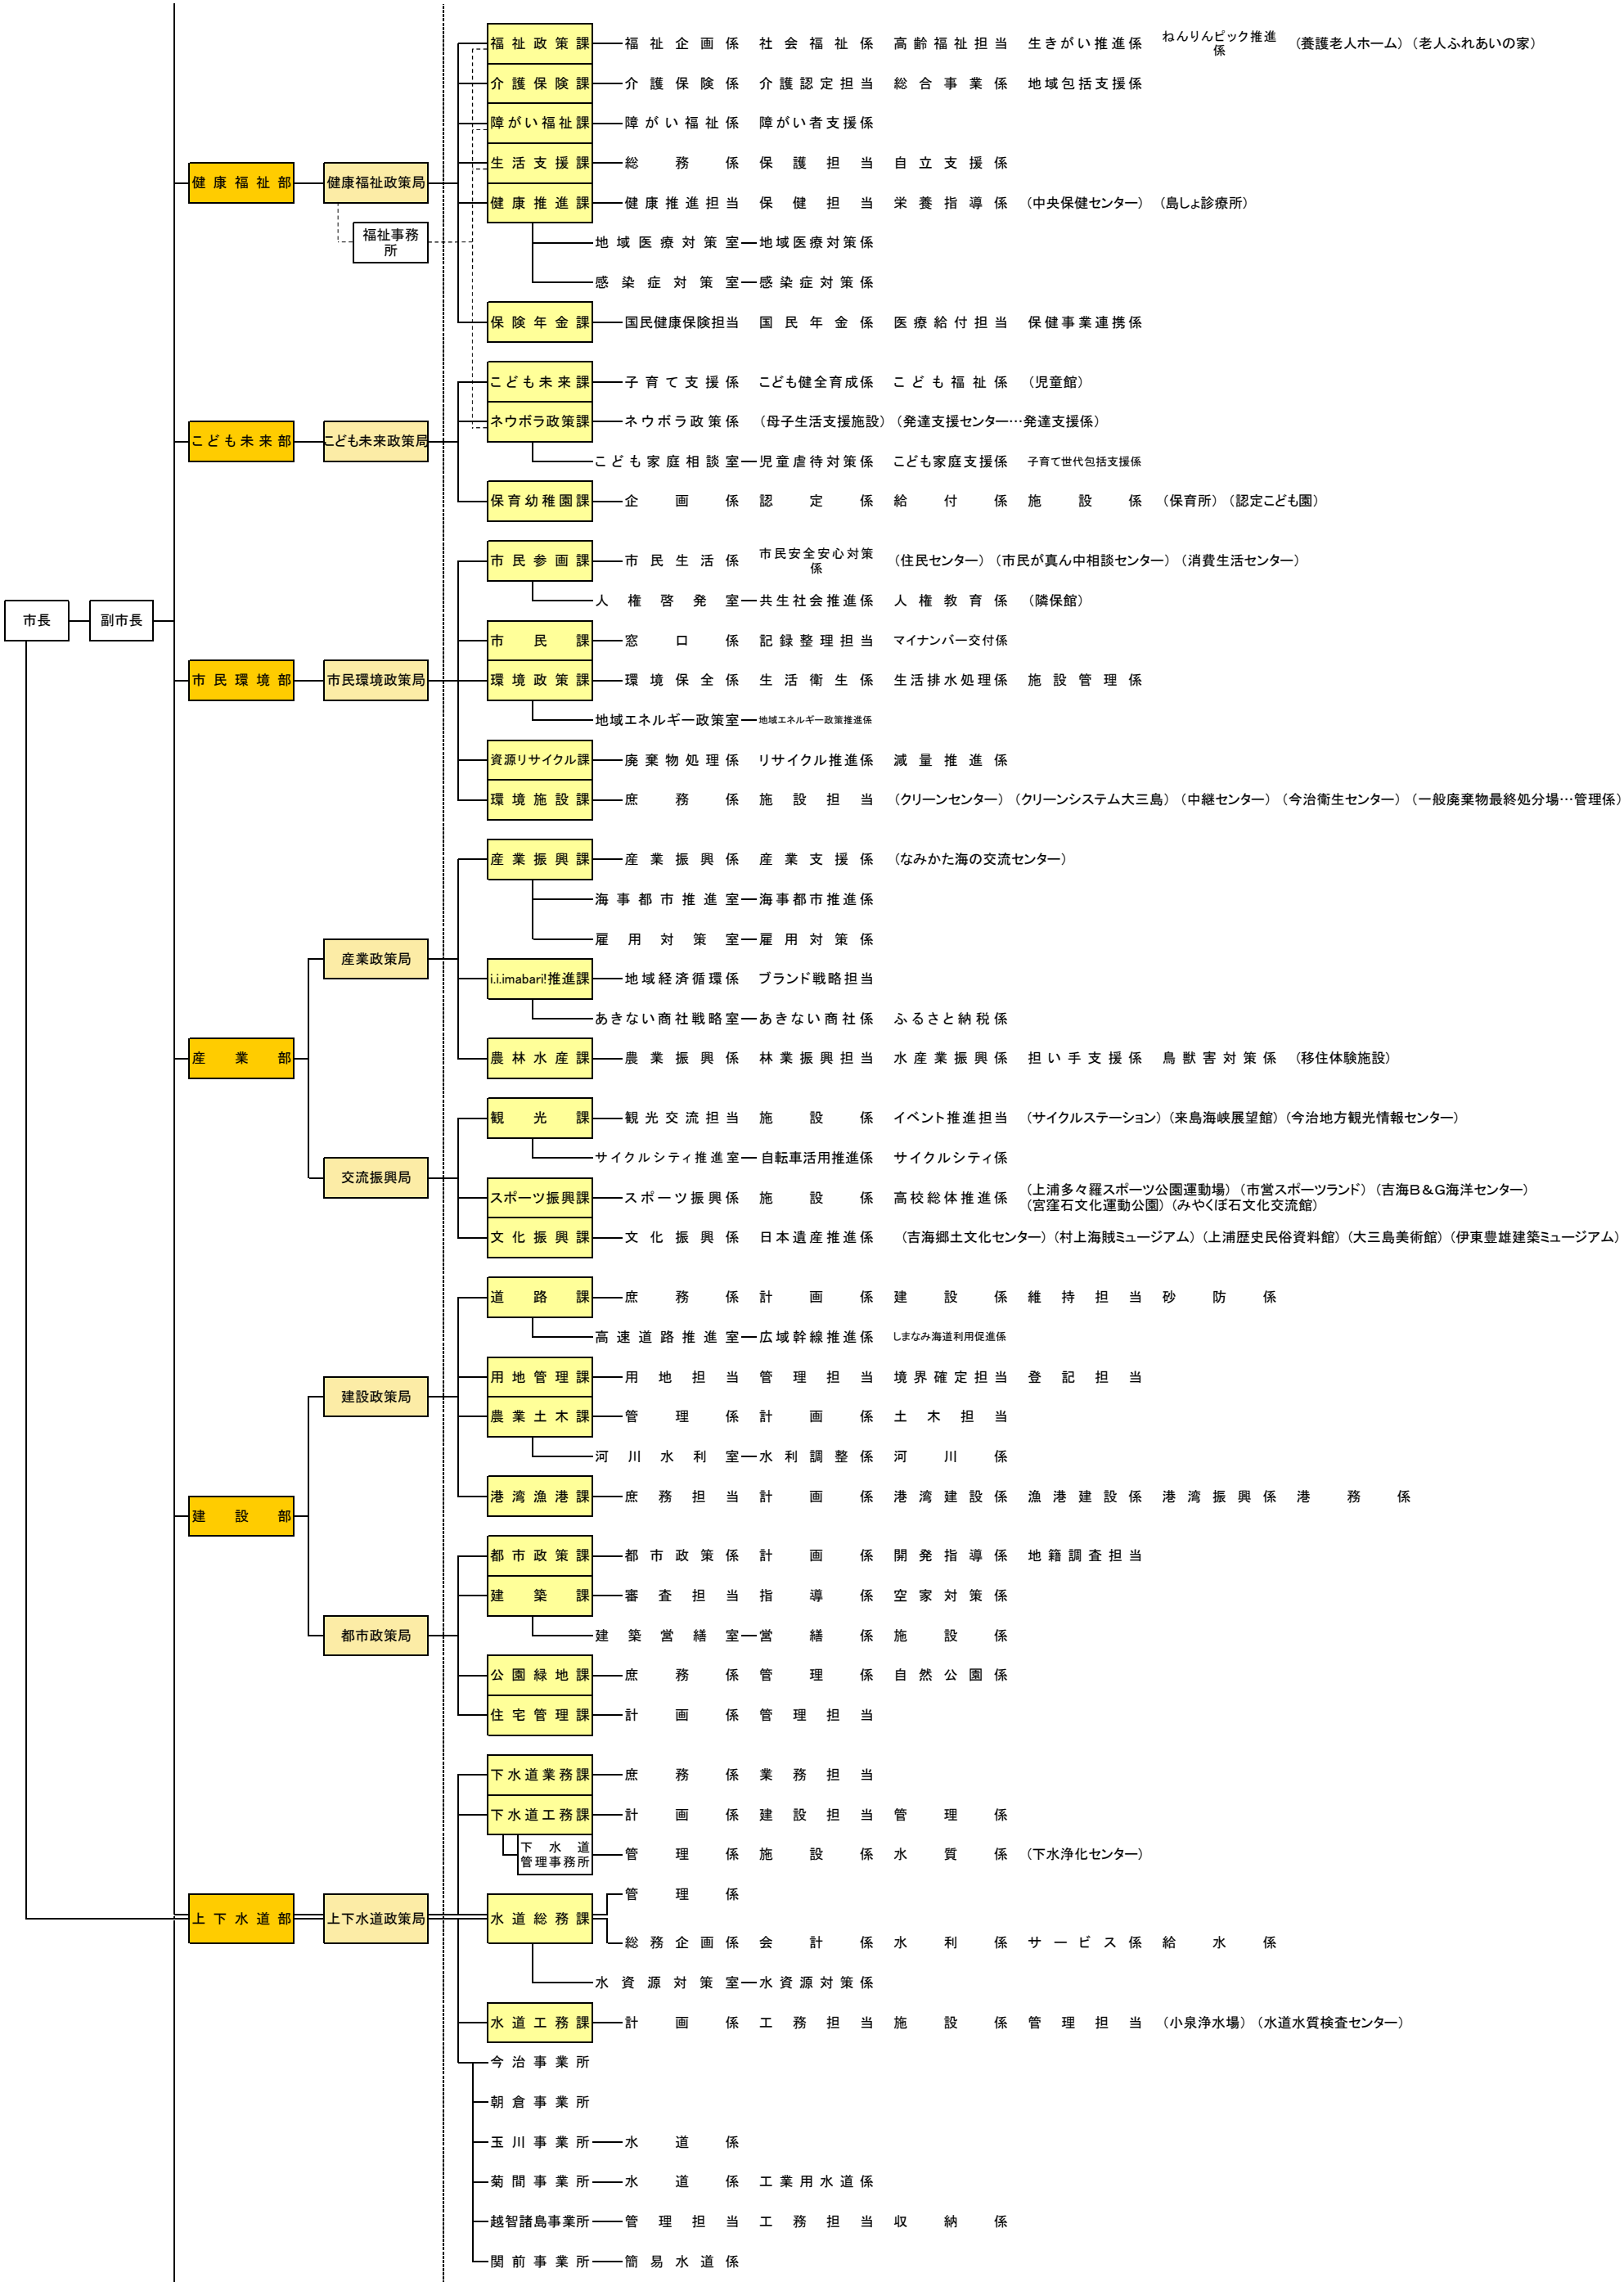 福祉政策課 福祉企画係 社会福祉係 高齢福祉担当 生きがい推進係 ねんりんピック推進係 （養護老人ホーム）（老人ふれあいの家）
介護保険課 介護保険係 介護認定担当 総合事業係 地域包括支援係
障がい福祉課 障がい福祉係 障がい者支援係
生活支援課 総務係 保護担当 自立支援係
健康福祉部 健康福祉政策局
健康推進課 健康推進担当 保健担当 栄養指導係 （中央保健センター）（島しょ診療所）
福祉事務所
地域医療対策室 地域医療対策係
感染症対策室 感染症対策係
保険年金課 国民健康保険担当 国民年金係 医療給付担当 保健事業連携係
こども未来課 子育て支援係 こども健全育成係 こども福祉係 （児童館）
ネウボラ政策課 ネウボラ政策係 （母子生活支援施設）（発達支援センター…発達支援係）
こども未来部 こども未来政策局
こども家庭相談室 児童虐待対策係 こども家庭支援係 子育て世代包括支援係
保育幼稚園課 企画係 認定係 給付係 施設係 （保育所）（認定こども園）
市民参画課 市民生活係 市民安全安心対策係 （住民センター）（市民が真ん中相談センター）（消費生活センター）
人権啓発室 共生社会推進係 人権教育係 （隣保館）
市長 副市長
市民課 窓口係 記録整理担当 マイナンバー交付係
市民環境部 市民環境政策局 環境政策課 環境保全係 生活衛生係 生活排水処理係 施設管理係
地域エネルギー政策室 地域エネルギー政策推進係
資源リサイクル課 廃棄物処理係 リサイクル推進係 減量推進係
環境施設課 庶務係 施設担当 （クリーンセンター）（クリーンシステム大三島）（中継センター）（今治衛生センター）（一般廃棄物最終処分場…管理係）
産業振興課 産業振興係 産業支援係 （なみかた海の交流センター）
海事都市推進室 海事都市推進係
雇用対策室 雇用対策係
産業政策局
i.i.imabari!推進課 地域経済循環係 ブランド戦略担当
あきない商社戦略室 あきない商社係 ふるさと納税係
産業部 農林水産課 農業振興係 林業振興担当 水産業振興係 担い手支援係 鳥獣害対策係 （移住体験施設）
観光課 観光交流担当 施設係 イベント推進担当 （サイクルステーション）（来島海峡展望館）（今治地方観光情報センター）
サイクルシティ推進室 自転車活用推進係 サイクルシティ係
交流振興局
スポーツ振興課 スポーツ振興係 施設係 高校総体推進係 （上浦多々羅スポーツ公園運動場）（市営スポーツランド）（吉海Ｂ＆Ｇ海洋センター）
（宮窪石文化運動公園）（みやくぼ石文化交流館）
文化振興課 文化振興係 日本遺産推進係 （吉海郷土文化センター）（村上海賊ミュージアム）（上浦歴史民俗資料館）（大三島美術館）（伊東豊雄建築ミュージアム）
道路課 庶務係 計画係 建設係 維持担当 砂防係
高速道路推進室 広域幹線推進係 しまなみ海道利用促進係
用地管理課 用地担当 管理担当 境界確定担当 登記担当
建設政策局
農業土木課 管理係 計画係 土木担当
河川水利室 水利調整係 河川係
港湾漁港課 庶務担当 計画係 港湾建設係 漁港建設係 港湾振興係 港務係
建設部
都市政策課 都市政策係 計画係 開発指導係 地籍調査担当
建築課 審査担当 指導係 空家対策係
都市政策局
建築営繕室 営繕係 施設係
公園緑地課 庶務係 管理係 自然公園係
住宅管理課 計画係 管理担当
下水道業務課 庶務係 業務担当
下水道工務課 計画係 建設担当 管理係
下水道管理事務所 管理係 施設係 水質係 （下水浄化センター）
管理係
上下水道部 上下水道政策局 水道総務課
総務企画係 会計係 水利係 サービス係 給水係
水資源対策室 水資源対策係
水道工務課 計画係 工務担当 施設係 管理担当 （小泉浄水場）（水道水質検査センター）
今治事業所
朝倉事業所
玉川事業所 水道係
菊間事業所 水道係 工業用水道係
越智諸島事業所 管理担当 工務担当 収納係
関前事業所 簡易水道係